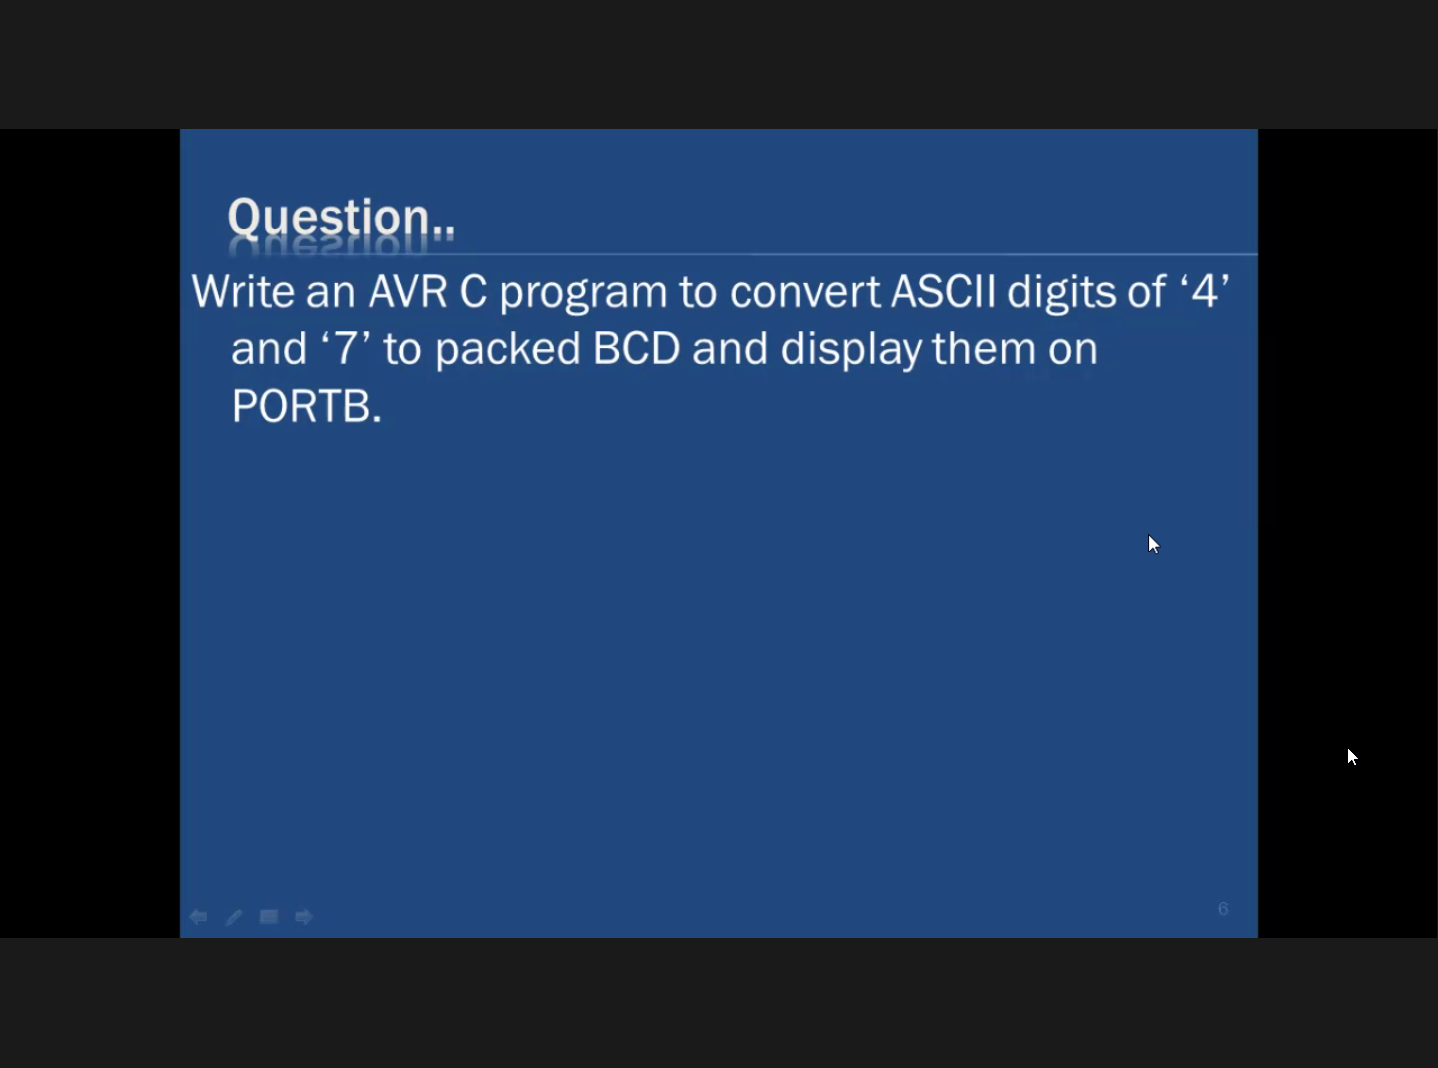 Question..
Write an AVR C program to convert ASCII digits of ‘4’
and ‘7’ to packed BCD and display them on
PORTB.
6